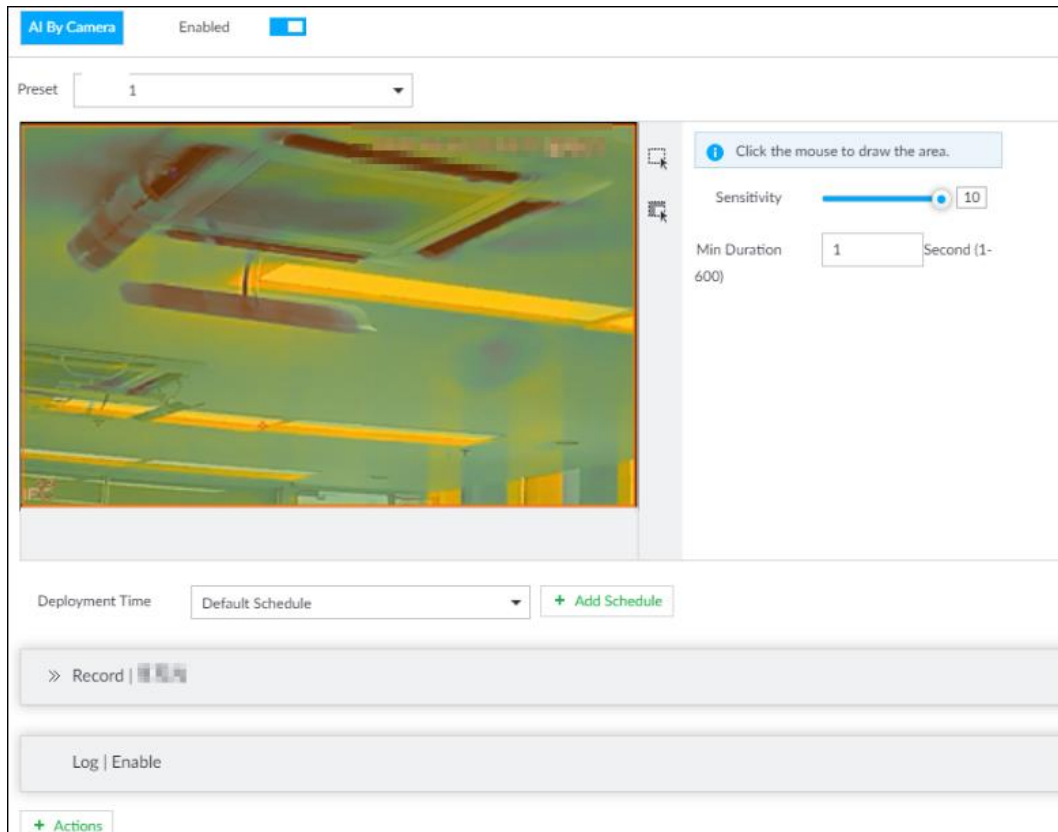 AI By Camera Enabled
Preset 1
Click the mouse to draw the area.
Sensitivity 10
Min Duration 1 Second (1-
600)
Deployment Time Default Schedule + Add Schedule
Record |
Log | Enable
+ Actions